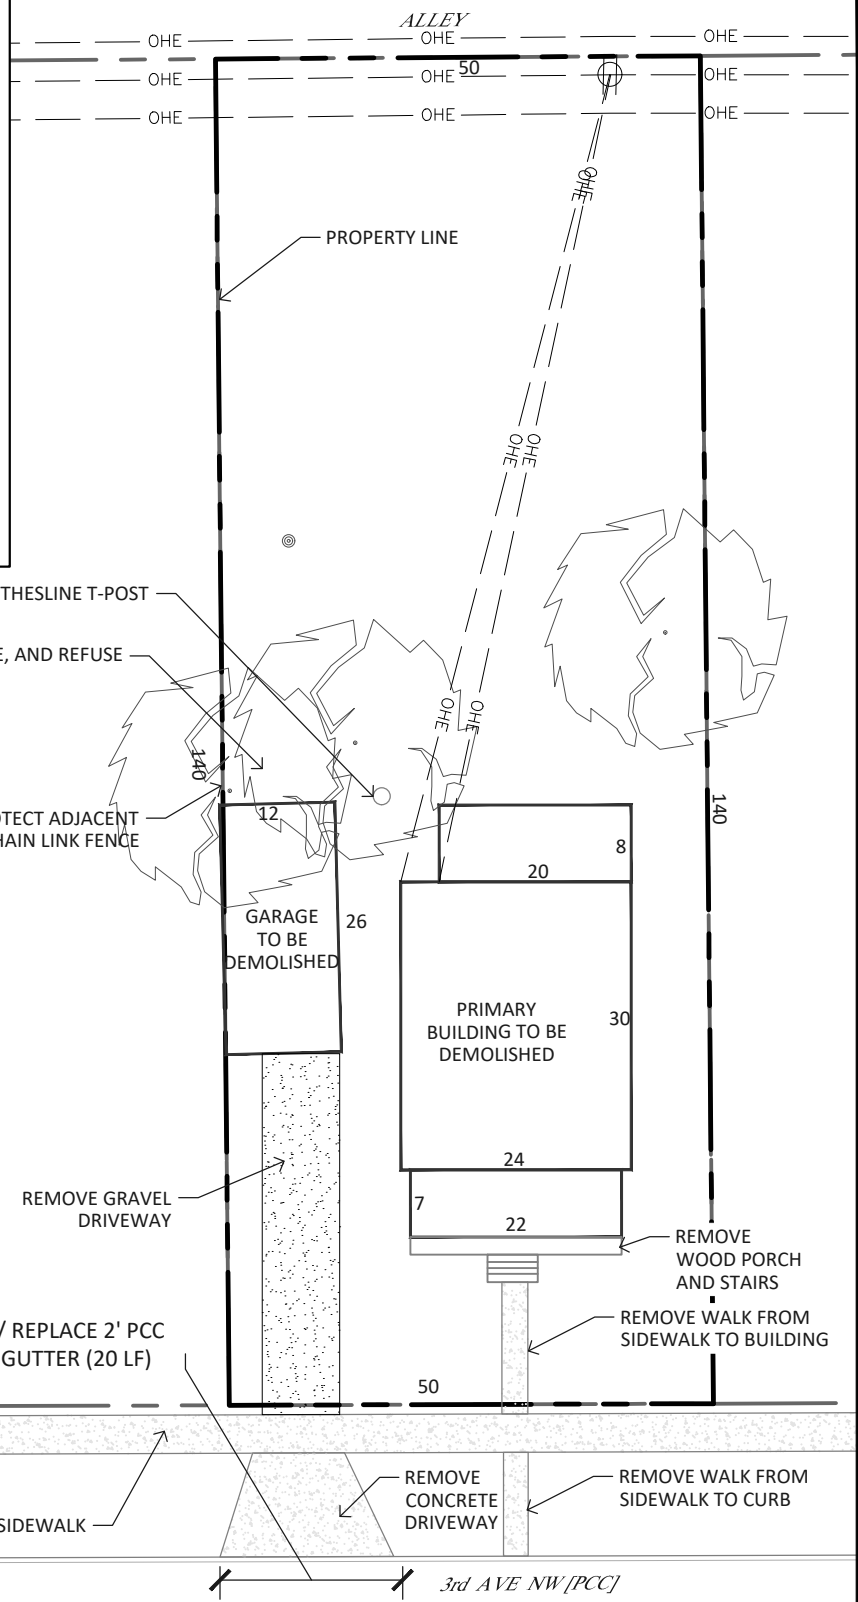 ALLEY
OHE OHE OHE
50
OHE OHE OHE
OHE OHE OHE
OHE
OHE
PROPERTY LINE
OHE
OHE
THESLINE T-POST
E, AND REFUSE
OHE
OHE
140
140
OTECT ADJACENT
HAIN LINK FENCE
12
8
20
GARAGE
TO BE
DEMOLISHED
26
PRIMARY
BUILDING TO BE
DEMOLISHED
30
24
REMOVE GRAVEL
DRIVEWAY
7
22
REMOVE
WOOD PORCH
AND STAIRS
REMOVE WALK FROM
SIDEWALK TO BUILDING
/ REPLACE 2' PCC
GUTTER (20 LF)
50
REMOVE
CONCRETE
DRIVEWAY
REMOVE WALK FROM
SIDEWALK TO CURB
SIDEWALK
3rd AVE NW [PCC]